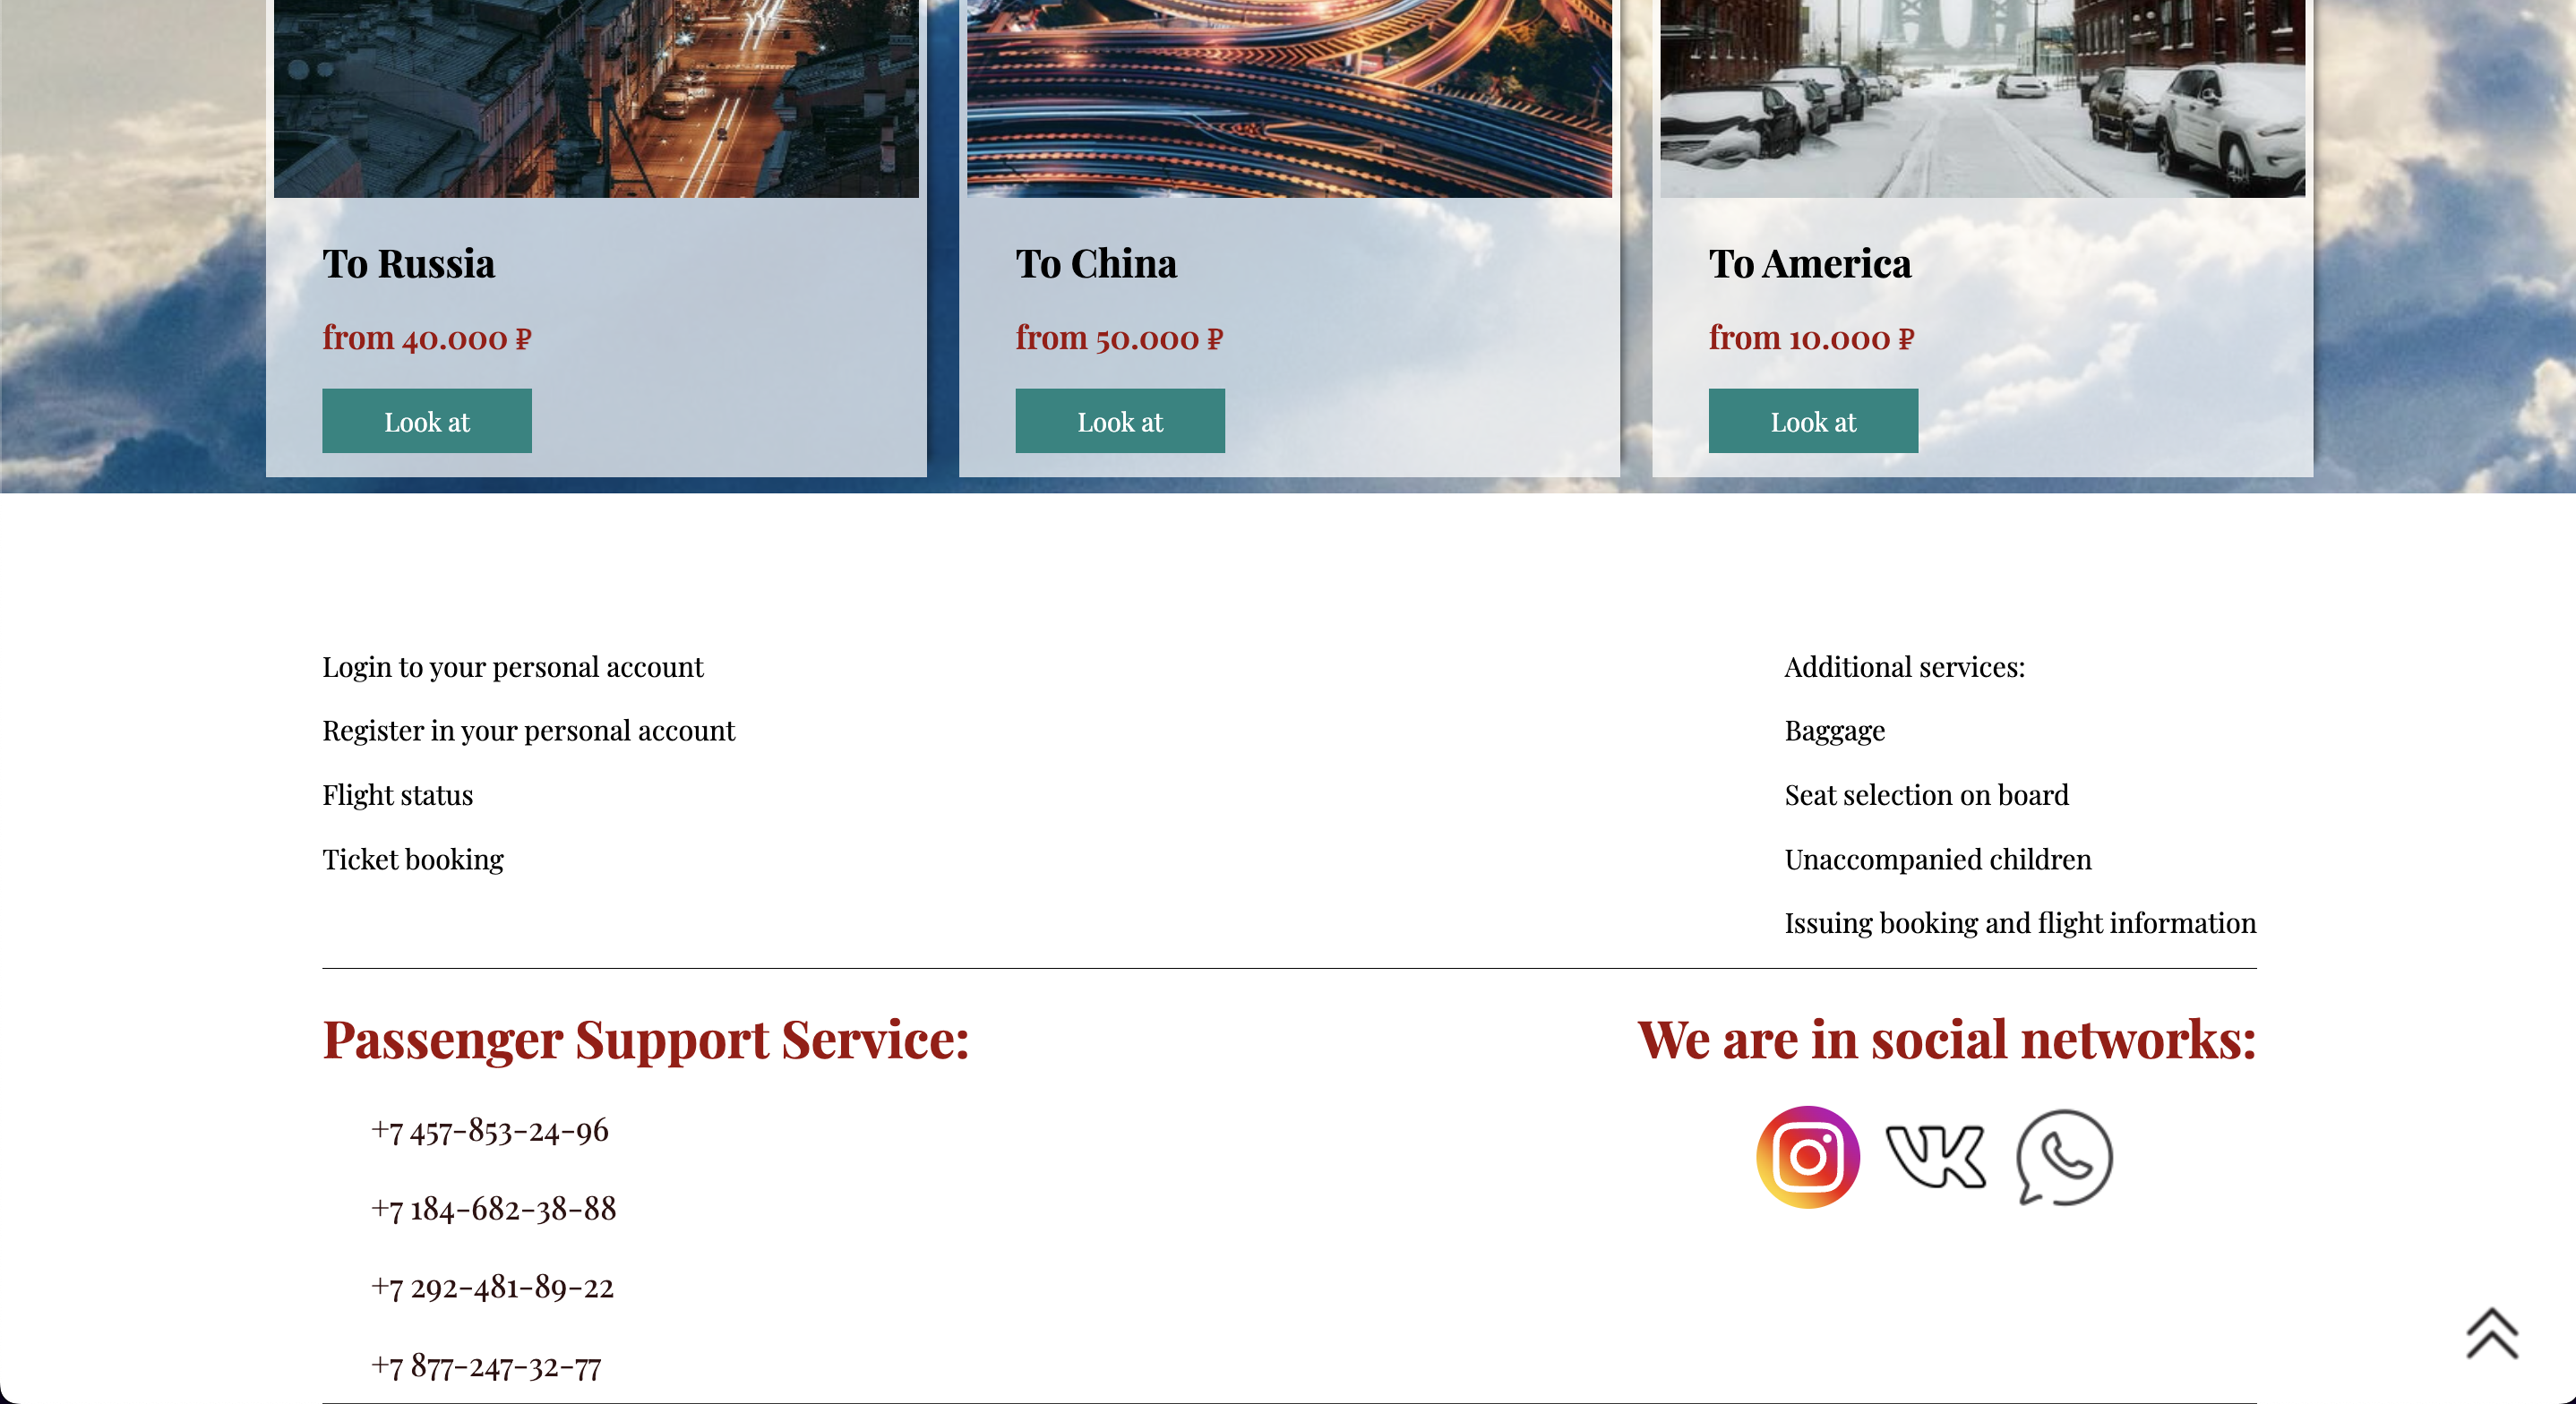 To Russia
from 40.000 ₽
Look at
To China
from 50.000 ₽
Look at
To America
from 10.000 ₽
Look at
Login to your personal account
Register in your personal account
Flight status
Ticket booking
Additional services:
Baggage
Seat selection on board
Unaccompanied children
Issuing booking and flight information
Passenger Support Service:
+7 457-853-24-96
+7 184-682-38-88
+7 292-481-89-22
+7 877-247-32-77
We are in social networks: